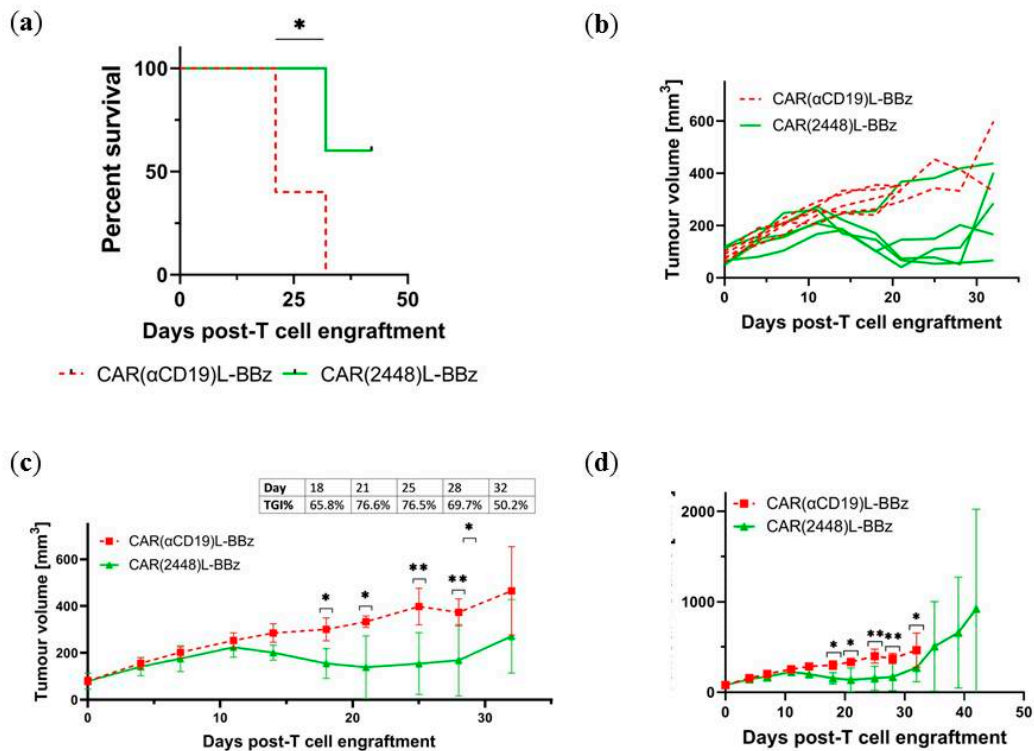 (a)
*
Percent survival
100
50
0
0 25 50
Days post-T cell engraftment
CAR(αCD19)L-BBz CAR(2448)L-BBz
(b)
CAR(αCD19)L-BBz
CAR(2448)L-BBz
Tumour volume [mm³]
600
400
200
0
0 10 20 30
Days post-T cell engraftment
(c)
Day 18 21 25 28 32
TGI% 65.8% 76.6% 76.5% 69.7% 50.2%
CAR(αCD19)L-BBz
CAR(2448)L-BBz
* * ** ** *
Tumour volume [mm³]
600
400
200
0
0 10 20 30
Days post-T cell engraftment
(d)
CAR(αCD19)L-BBz
CAR(2448)L-BBz
* * ** ** *
Tumour volume [mm³]
2000
1000
0
0 10 20 30 40 50
Days post-T cell engraftment